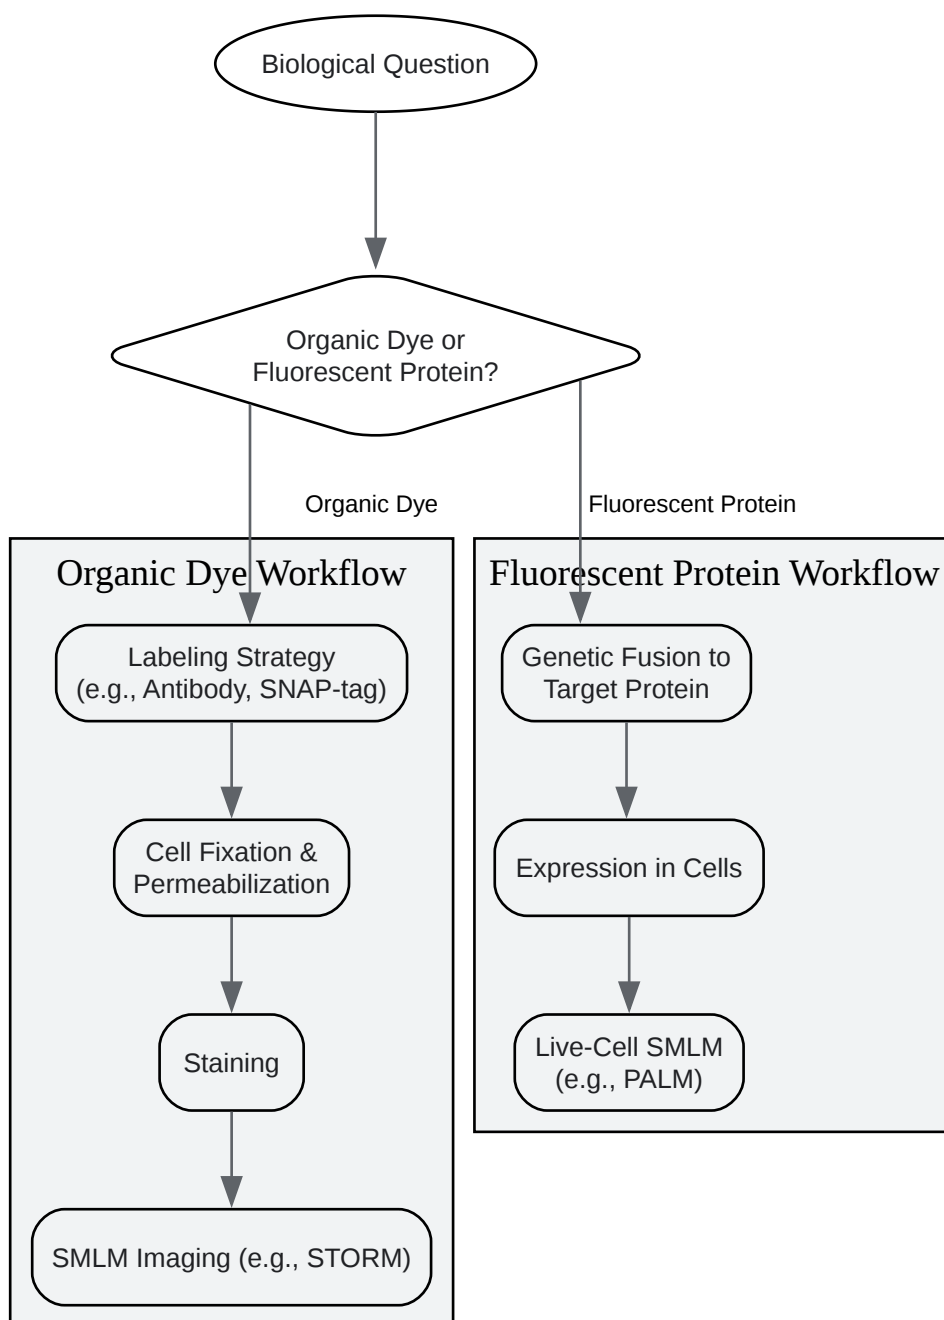 Biological Question
Organic Dye or
Fluorescent Protein?
Organic Dye
Fluorescent Protein
Organic Dye Workflow
Labeling Strategy
(e.g., Antibody, SNAP-tag)
Cell Fixation &
Permeabilization
Staining
SMLM Imaging (e.g., STORM)
Fluorescent Protein Workflow
Genetic Fusion to
Target Protein
Expression in Cells
Live-Cell SMLM
(e.g., PALM)